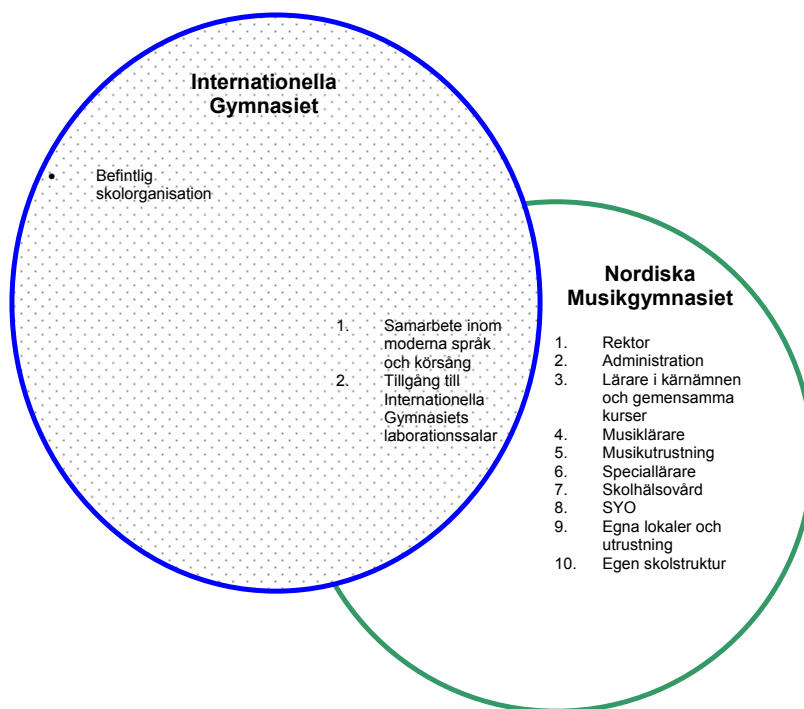 Internationella
Gymnasiet
• Befintlig
skolorganisation
1. Samarbete inom
moderna språk
och körsång
2. Tillgång till
Internationella
Gymnasiets
laborationssalar
Nordiska
Musikgymnasiet
1. Rektor
2. Administration
3. Lärare i kärnämnen
och gemensamma
kurser
4. Musiklärare
5. Musikutrustning
6. Speciallärare
7. Skolhälsovård
8. SYO
9. Egna lokaler och
utrustning
10. Egen skolstruktur